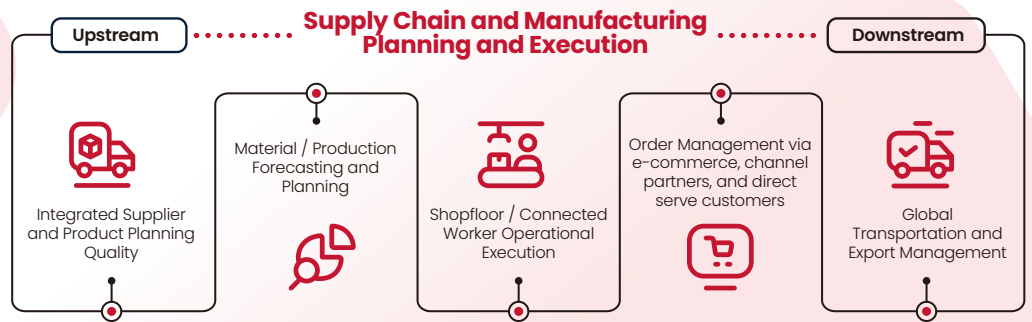 Upstream
Supply Chain and Manufacturing
Planning and Execution
Downstream
Integrated Supplier
and Product Planning
Quality
Material / Production
Forecasting and
Planning
Shopfloor / Connected
Worker Operational
Execution
Order Management via
e-commerce, channel
partners, and direct
serve customers
Global
Transportation and
Export Management